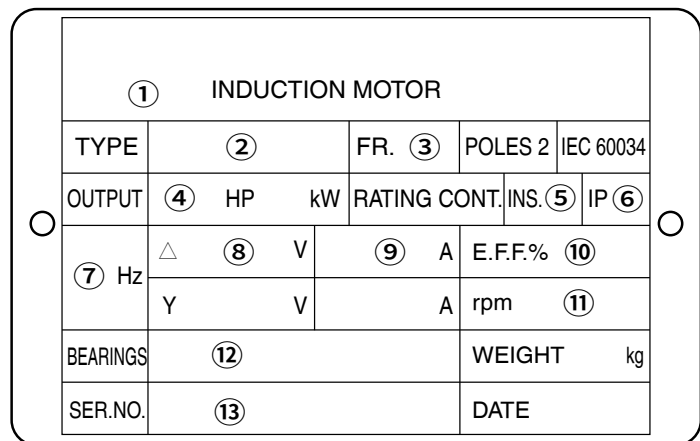 ① INDUCTION MOTOR
TYPE ② FR. ③ POLES 2 IEC 60034
OUTPUT ④ HP kW RATING CONT. INS. ⑤ IP ⑥
⑦ Hz △ ⑧ V ⑨ A E.F.F.% ⑩
Y V A rpm ⑪
BEARINGS ⑫ WEIGHT kg
SER.NO. ⑬ DATE